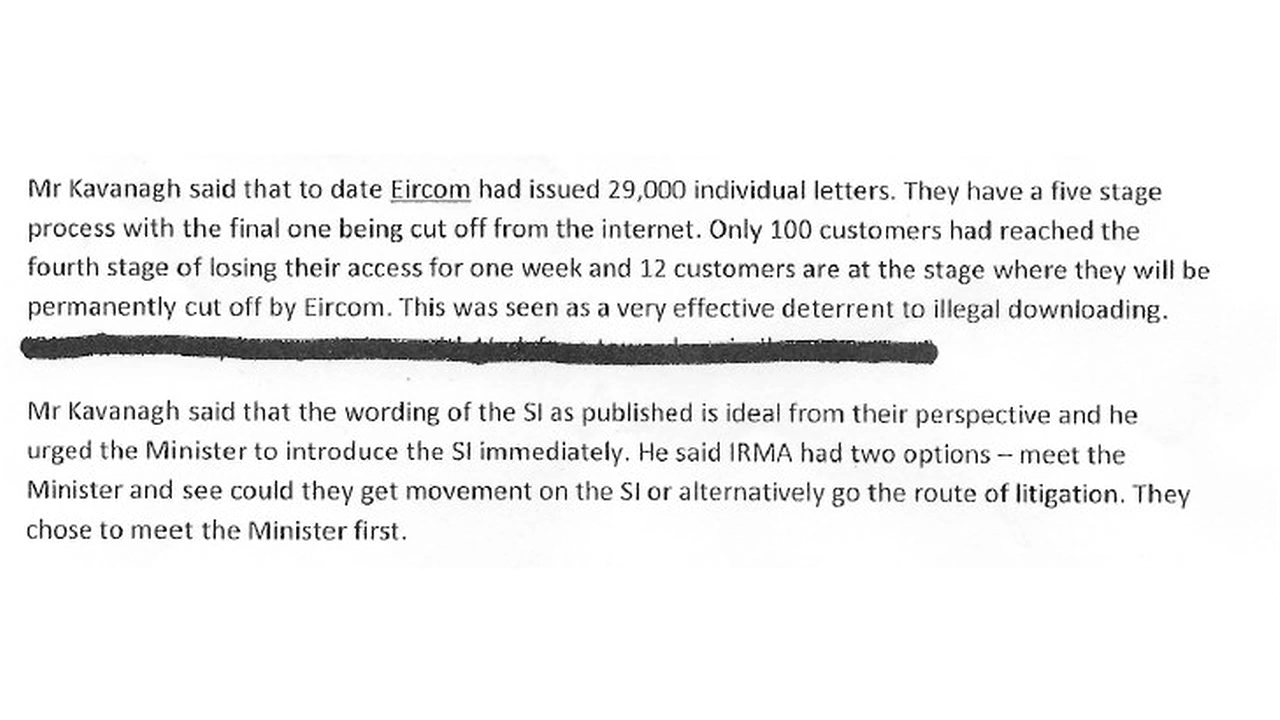 Mr Kavanagh said that to date Eircom had issued 29,000 individual letters. They have a five stage
process with the final one being cut off from the internet. Only 100 customers had reached the
fourth stage of losing their access for one week and 12 customers are at the stage where they will be
permanently cut off by Eircom. This was seen as a very effective deterrent to illegal downloading.
Mr Kavanagh said that the wording of the SI as published is ideal from their perspective and he
urged the Minister to introduce the SI immediately. He said IRMA had two options – meet the
Minister and see could they get movement on the SI or alternatively go the route of litigation. They
chose to meet the Minister first.